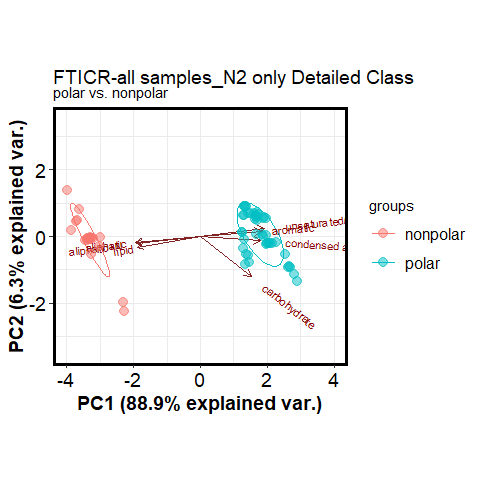 FTICR-all samples_N2 only Detailed Class
polar vs. nonpolar
PC2 (6.3% explained var.)
2
0
-2
aromatic
condensed a
carbohydrate
lipid
-4
-2
0
2
4
PC1 (88.9% explained var.)
groups
nonpolar
polar